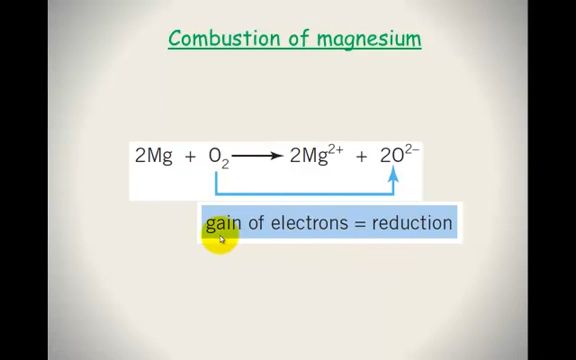 Combustion of magnesium
2Mg + O₂ ⟶ 2Mg²⁺ + 2O²⁻
gain of electrons = reduction